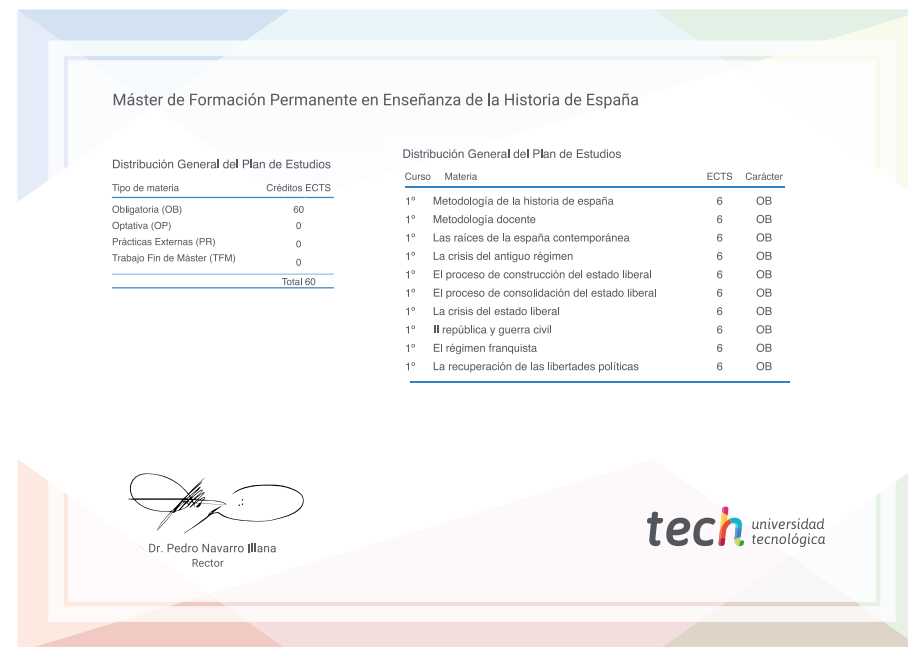 Máster de Formación Permanente en Enseñanza de la Historia de España
Distribución General del Plan de Estudios
Tipo de materia Créditos ECTS
Obligatoria (OB) 60
Optativa (OP) 0
Prácticas Externas (PR) 0
Trabajo Fin de Máster (TFM) 0
Total 60
Distribución General del Plan de Estudios
Curso Materia ECTS Carácter
1º Metodología de la historia de españa 6 OB
1º Metodología docente 6 OB
1º Las raíces de la españa contemporánea 6 OB
1º La crisis del antiguo régimen 6 OB
1º El proceso de construcción del estado liberal 6 OB
1º El proceso de consolidación del estado liberal 6 OB
1º La crisis del estado liberal 6 OB
1º II república y guerra civil 6 OB
1º El régimen franquista 6 OB
1º La recuperación de las libertades políticas 6 OB
Dr. Pedro Navarro Illana
Rector
tech universidad
tecnológica